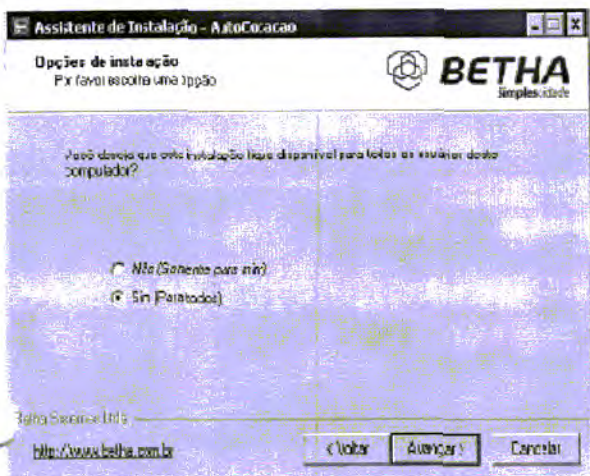 Assistente de Instalação - AutoCotacao
Opções de instalação
Por favor escolha uma opção
BETHA
simplescidade
Você deseja que esta instalação fique disponível para todos os usuários deste
computador?
Não (Somente para mim)
Sim (Para todos)
Betha Sistemas Ltda
http://www.betha.com.br
< Voltar
Avançar >
Cancelar